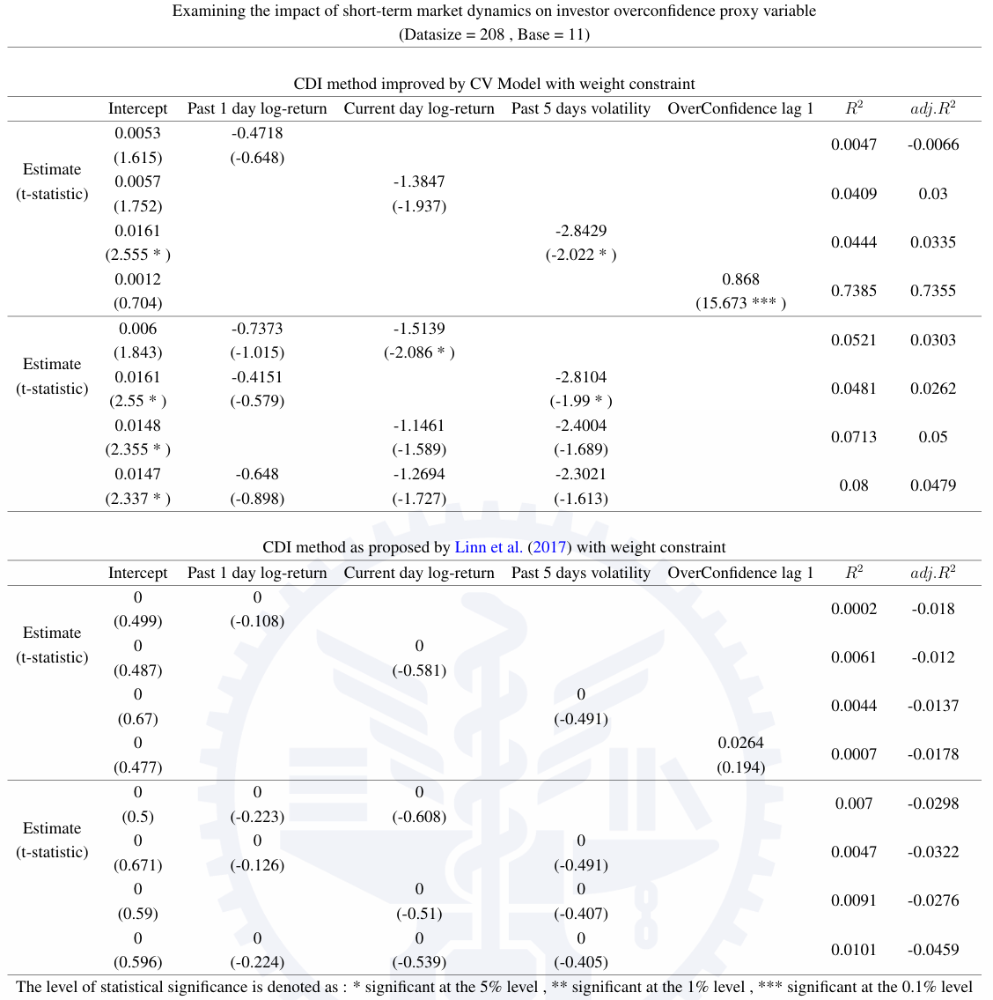 Examining the impact of short-term market dynamics on investor overconfidence proxy variable
(Datasize = 208 , Base = 11)
CDI method improved by CV Model with weight constraint
Intercept Past 1 day log-return Current day log-return Past 5 days volatility OverConfidence lag 1 R² adj.R²
Estimate
(t-statistic)
0.0053 -0.4718 0.0047 -0.0066
(1.615) (-0.648)
0.0057 -1.3847 0.0409 0.03
(1.752) (-1.937)
0.0161 -2.8429 0.0444 0.0335
(2.555 * ) (-2.022 * )
0.0012 0.868 0.7385 0.7355
(0.704) (15.673 *** )
Estimate
(t-statistic)
0.006 -0.7373 -1.5139 0.0521 0.0303
(1.843) (-1.015) (-2.086 * )
0.0161 -0.4151 -2.8104 0.0481 0.0262
(2.55 * ) (-0.579) (-1.99 * )
0.0148 -1.1461 -2.4004 0.0713 0.05
(2.355 * ) (-1.589) (-1.689)
0.0147 -0.648 -1.2694 -2.3021 0.08 0.0479
(2.337 * ) (-0.898) (-1.727) (-1.613)
CDI method as proposed by Linn et al. (2017) with weight constraint
Intercept Past 1 day log-return Current day log-return Past 5 days volatility OverConfidence lag 1 R² adj.R²
Estimate
(t-statistic)
0 0 0.0002 -0.018
(0.499) (-0.108)
0 0 0.0061 -0.012
(0.487) (-0.581)
0 0 0.0044 -0.0137
(0.67) (-0.491)
0 0.0264 0.0007 -0.0178
(0.477) (0.194)
Estimate
(t-statistic)
0 0 0 0.007 -0.0298
(0.5) (-0.223) (-0.608)
0 0 0 0.0047 -0.0322
(0.671) (-0.126) (-0.491)
0 0 0 0.0091 -0.0276
(0.59) (-0.51) (-0.407)
0 0 0 0 0.0101 -0.0459
(0.596) (-0.224) (-0.539) (-0.405)
The level of statistical significance is denoted as : * significant at the 5% level , ** significant at the 1% level , *** significant at the 0.1% level